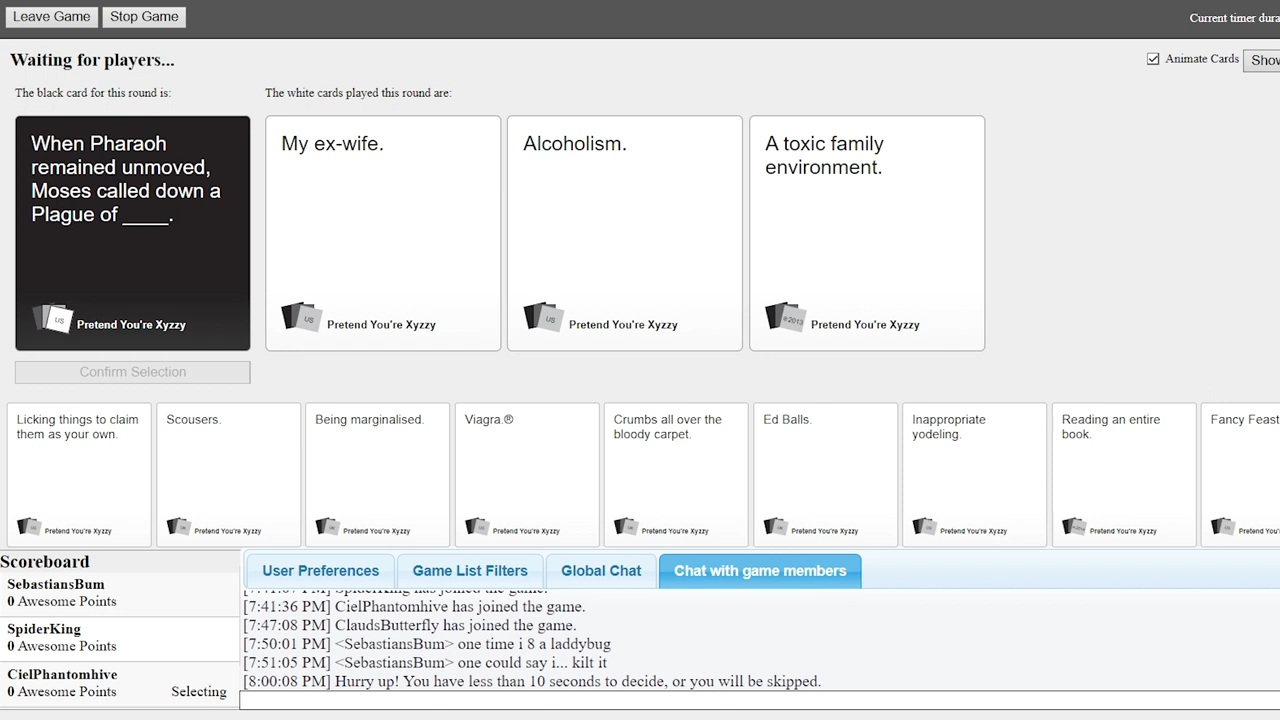 Leave Game
Stop Game
Current timer dura
Waiting for players...
Animate Cards
Show
The black card for this round is:
The white cards played this round are:
When Pharaoh
remained unmoved,
Moses called down a
Plague of ____.
US
Pretend You're Xyzzy
My ex-wife.
US
Pretend You're Xyzzy
Alcoholism.
US
Pretend You're Xyzzy
A toxic family
environment.
Pretend You're Xyzzy
Confirm Selection
Licking things to claim
them as your own.
Pretend You're Xyzzy
Scousers.
Pretend You're Xyzzy
Being marginalised.
Pretend You're Xyzzy
Viagra.®
Pretend You're Xyzzy
Crumbs all over the
bloody carpet.
Pretend You're Xyzzy
Ed Balls.
Pretend You're Xyzzy
Inappropriate
yodeling.
Pretend You're Xyzzy
Reading an entire
book.
Pretend You're Xyzzy
Fancy Feast
Pretend Yo
Scoreboard
SebastiansBum
0 Awesome Points
SpiderKing
0 Awesome Points
CielPhantomhive
0 Awesome Points
Selecting
User Preferences
Game List Filters
Global Chat
Chat with game members
[7:41:07 PM] SpiderKing has joined the game.
[7:41:36 PM] CielPhantomhive has joined the game.
[7:47:08 PM] ClaudsButterfly has joined the game.
[7:50:01 PM] <SebastiansBum> one time i 8 a laddybug
[7:51:05 PM] <SebastiansBum> one could say i... kilt it
[8:00:08 PM] Hurry up! You have less than 10 seconds to decide, or you will be skipped.